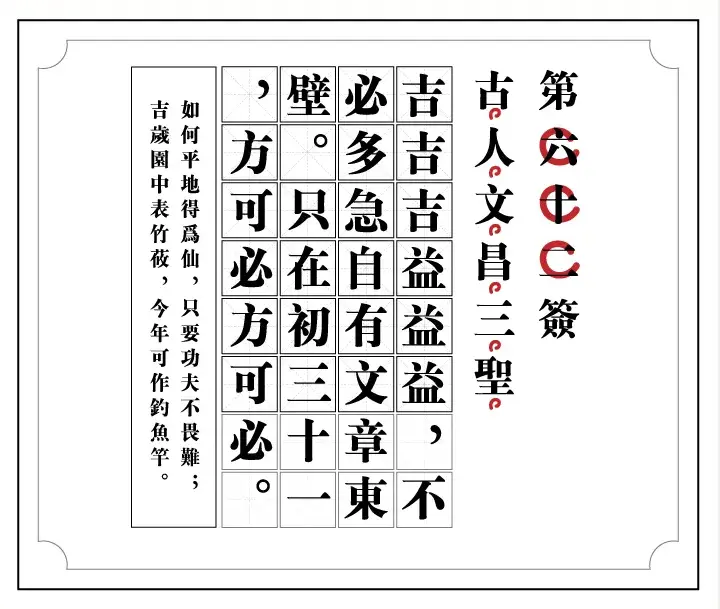 第六十二簽
古人文昌三聖
吉吉吉益益益，不
必多急自有文章東
壁。只在初三十一
，方可必方可必。
如何平地得爲仙，只要功夫不畏難；
吉歲園中表竹莜，今年可作釣魚竿。